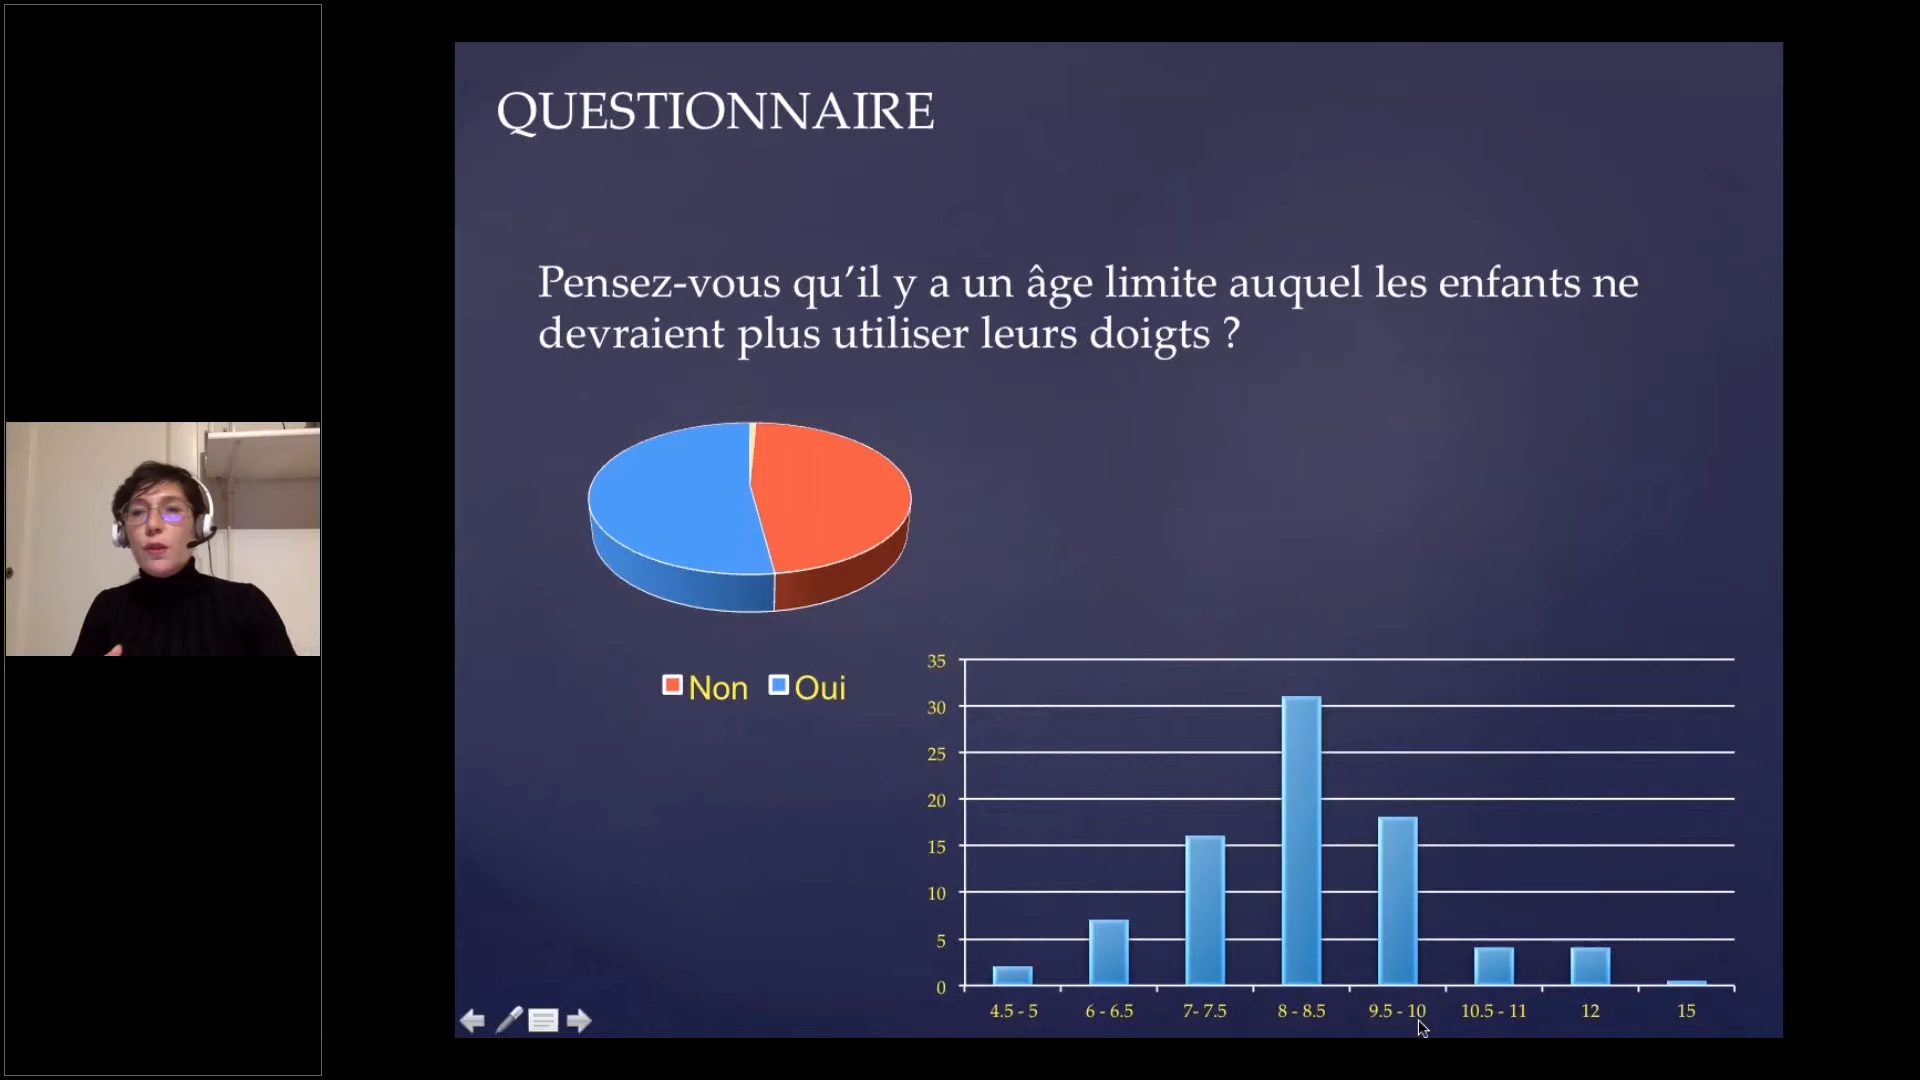 QUESTIONNAIRE
Pensez-vous qu’il y a un âge limite auquel les enfants ne
devraient plus utiliser leurs doigts ?
Non Oui
35
30
25
20
15
10
5
0
4.5 - 5 6 - 6.5 7- 7.5 8 - 8.5 9.5 - 10 10.5 - 11 12 15